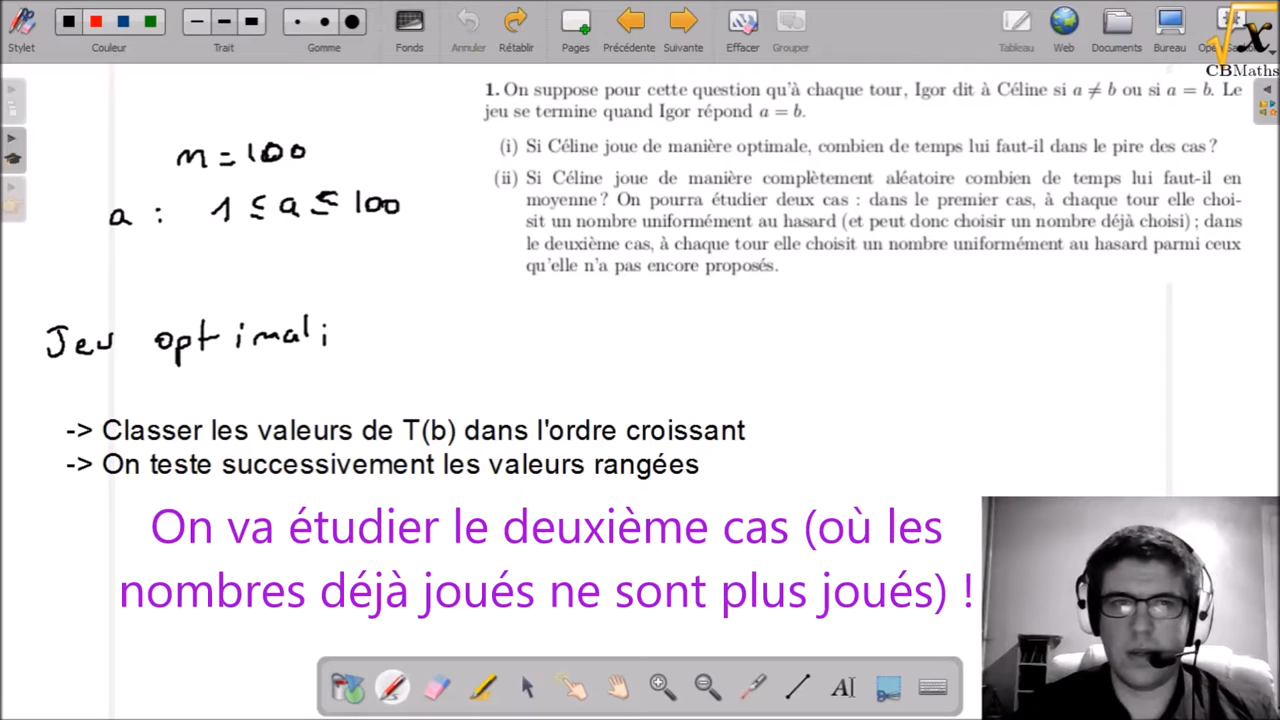 Stylet
Couleur
Trait
Gomme
Fonds
Annuler
Rétablir
Pages
Précédente
Suivante
Effacer
Grouper
Tableau
Web
Documents
Bureau
√x
CBMaths
1. On suppose pour cette question qu'à chaque tour, Igor dit à Céline si a ≠ b ou si a = b. Le
jeu se termine quand Igor répond a = b.
(i) Si Céline joue de manière optimale, combien de temps lui faut-il dans le pire des cas ?
(ii) Si Céline joue de manière complètement aléatoire combien de temps lui faut-il en
moyenne ? On pourra étudier deux cas : dans le premier cas, à chaque tour elle choi-
sit un nombre uniformément au hasard (et peut donc choisir un nombre déjà choisi) ; dans
le deuxième cas, à chaque tour elle choisit un nombre uniformément au hasard parmi ceux
qu'elle n'a pas encore proposés.
n = 100
a : 1 ≤ a ≤ 100
Jeu optimali
-> Classer les valeurs de T(b) dans l'ordre croissant
-> On teste successivement les valeurs rangées
On va étudier le deuxième cas (où les
nombres déjà joués ne sont plus joués) !
AI